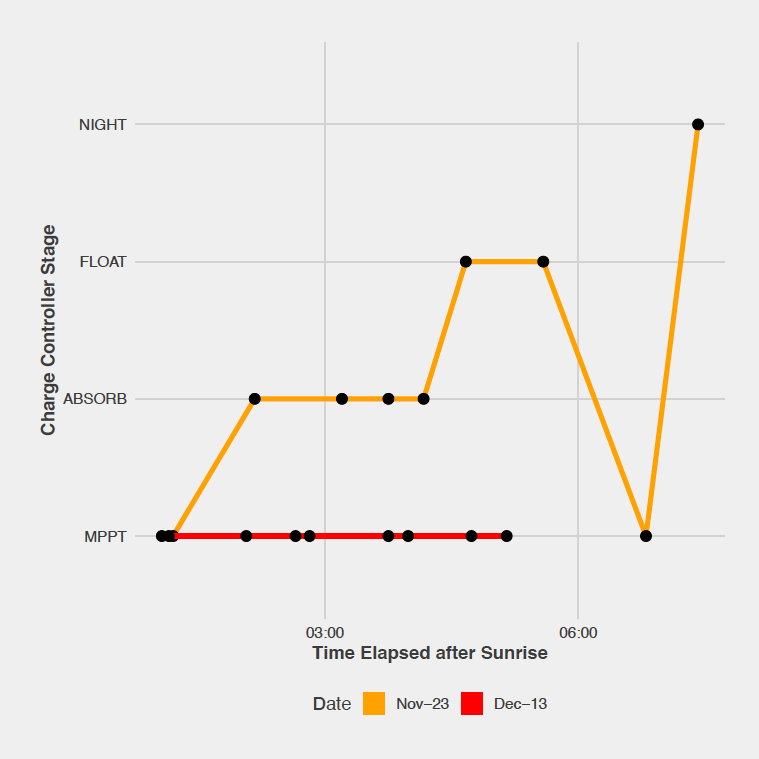 NIGHT
FLOAT
ABSORB
MPPT
Charge Controller Stage
03:00 06:00
Time Elapsed after Sunrise
Date Nov−23 Dec−13